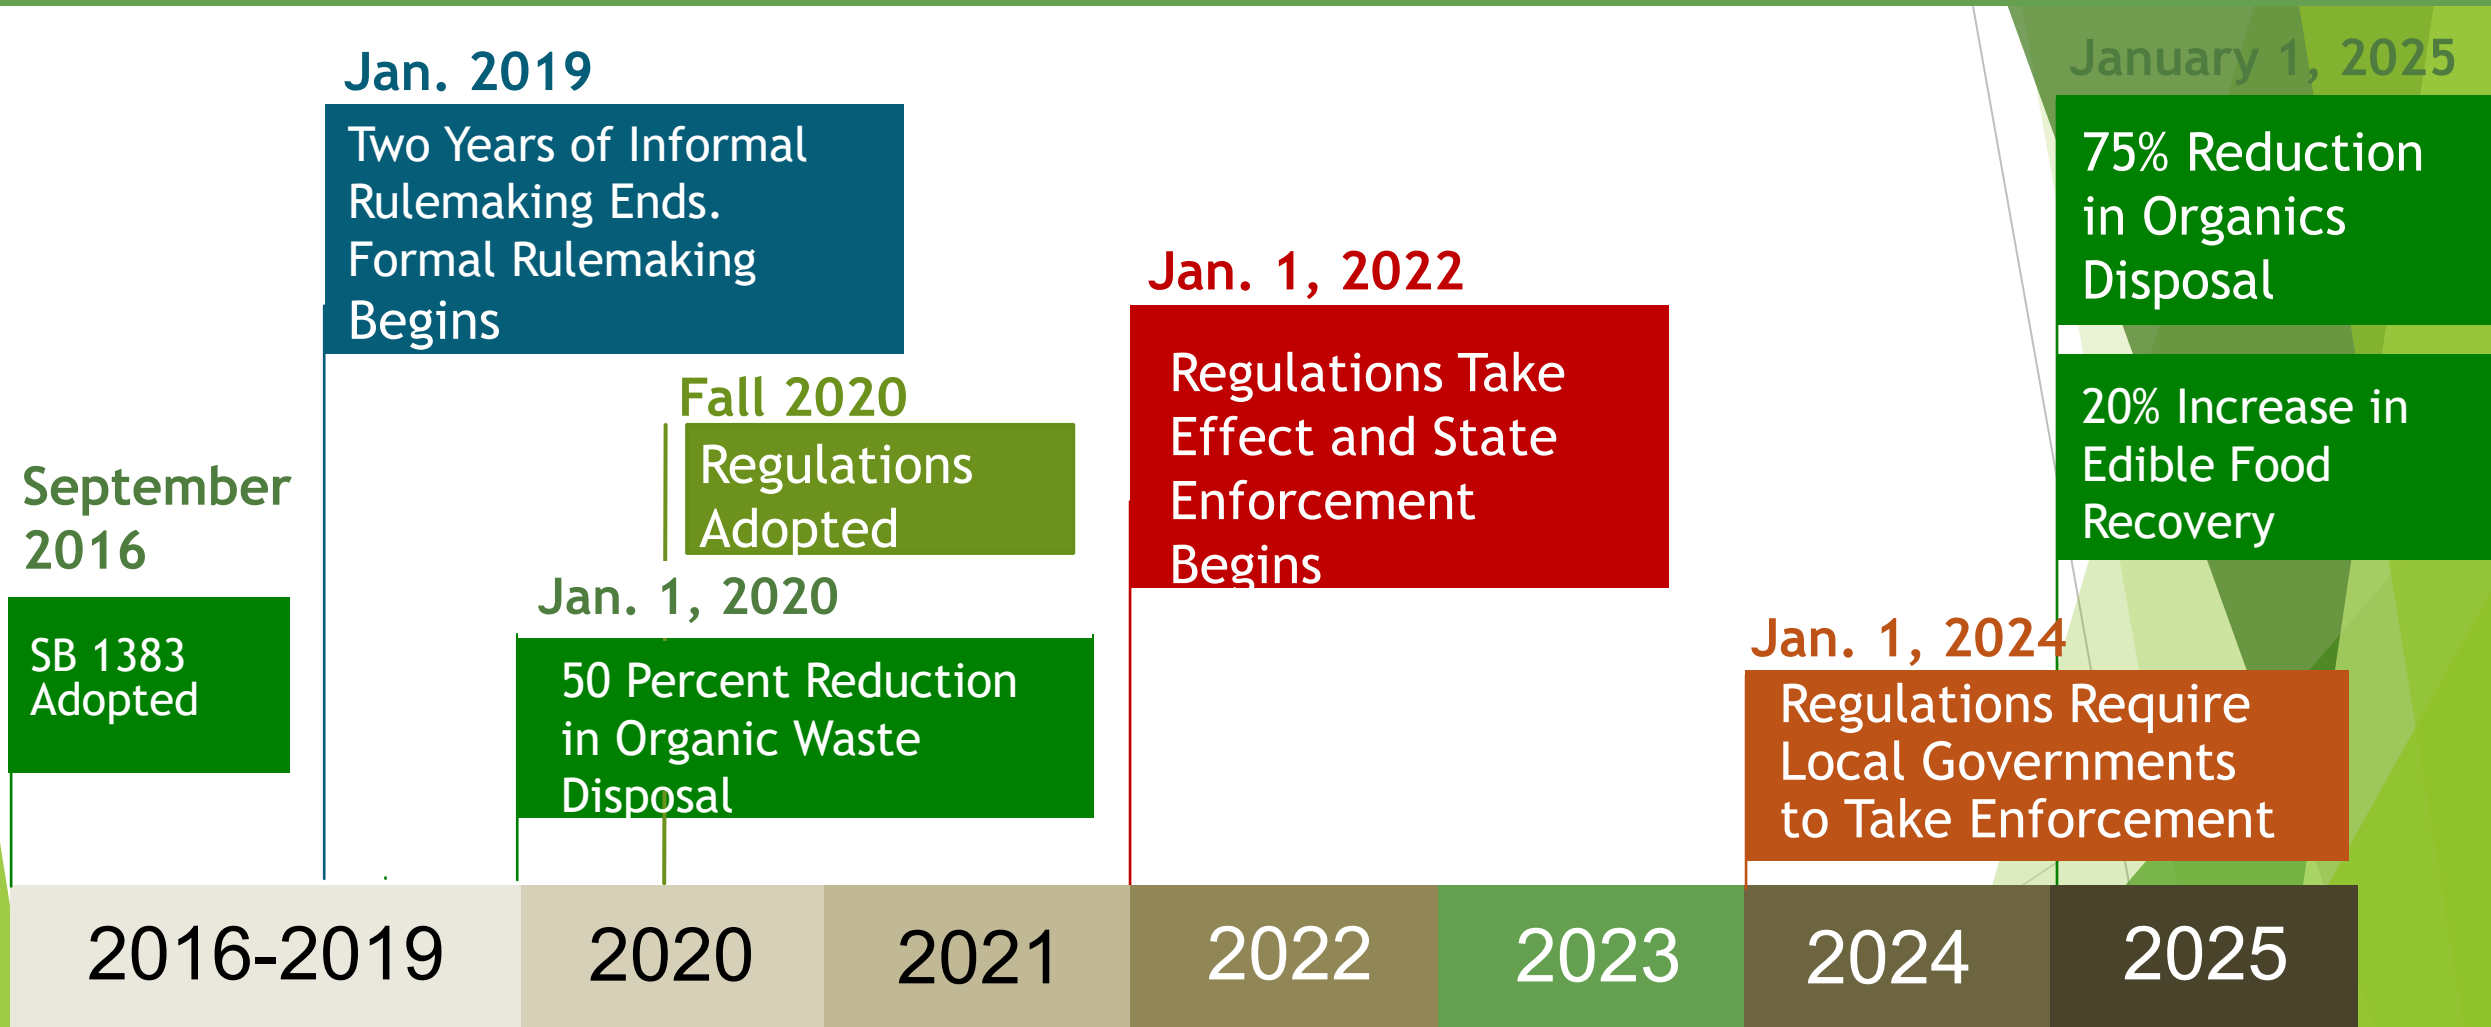 Jan. 2019
Two Years of Informal
Rulemaking Ends.
Formal Rulemaking
Begins
January 1, 2025
75% Reduction
in Organics
Disposal
20% Increase in
Edible Food
Recovery
Jan. 1, 2022
Regulations Take
Effect and State
Enforcement
Begins
Fall 2020
Regulations
Adopted
September
2016
SB 1383
Adopted
Jan. 1, 2020
50 Percent Reduction
in Organic Waste
Disposal
Jan. 1, 2024
Regulations Require
Local Governments
to Take Enforcement
2016-2019
2020
2021
2022
2023
2024
2025